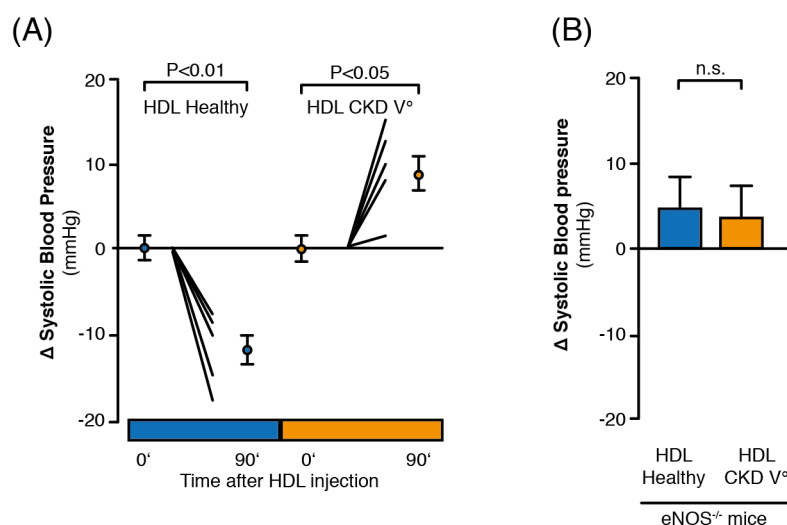 (A)
Δ Systolic Blood Pressure
(mmHg)
20
10
0
-10
-20
P<0.01
HDL Healthy
P<0.05
HDL CKD V°
0‘
90‘
0‘
90‘
Time after HDL injection
(B)
Δ Systolic Blood pressure
(mmHg)
20
10
0
-10
-20
n.s.
HDL
Healthy
HDL
CKD V°
eNOS-/- mice